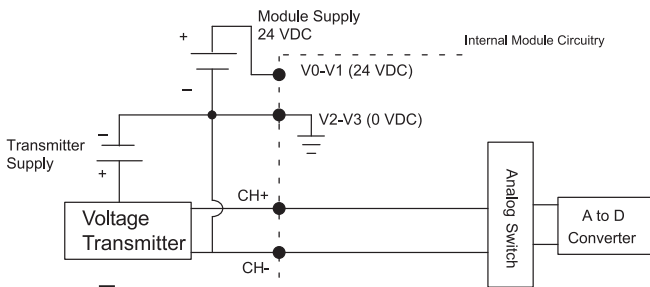 Module Supply
24 VDC
Internal Module Circuitry
+
V0-V1 (24 VDC)
–
V2-V3 (0 VDC)
Transmitter
Supply
–
+
CH+
Voltage
Transmitter
CH-
Analog Switch
A to D
Converter